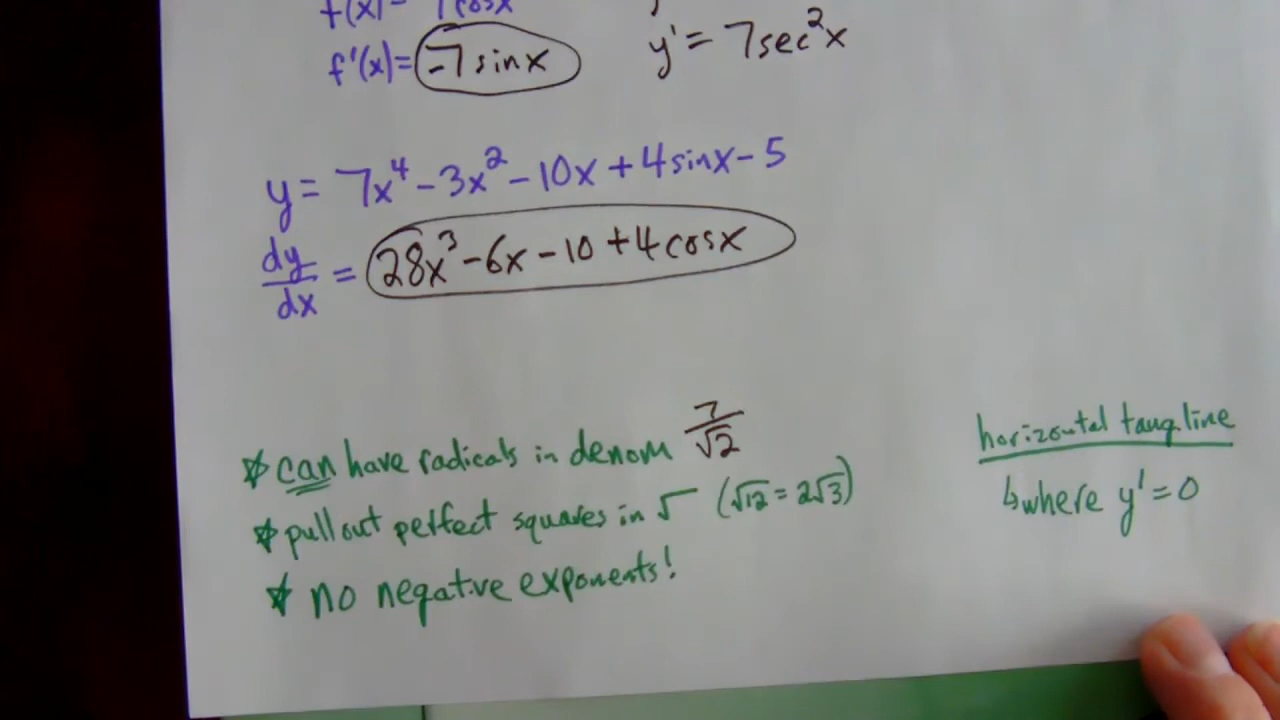 f(x) = 7cosx
f'(x) = -7sinx
y' = 7sec²x
y = 7x⁴ - 3x² - 10x + 4sinx - 5
dy/dx = 28x³ - 6x - 10 + 4cosx
* can have radicals in denom 7/√2
* pull out perfect squares in √ (√12 = 2√3)
* no negative exponents!
horizontal tang line
↳ where y' = 0